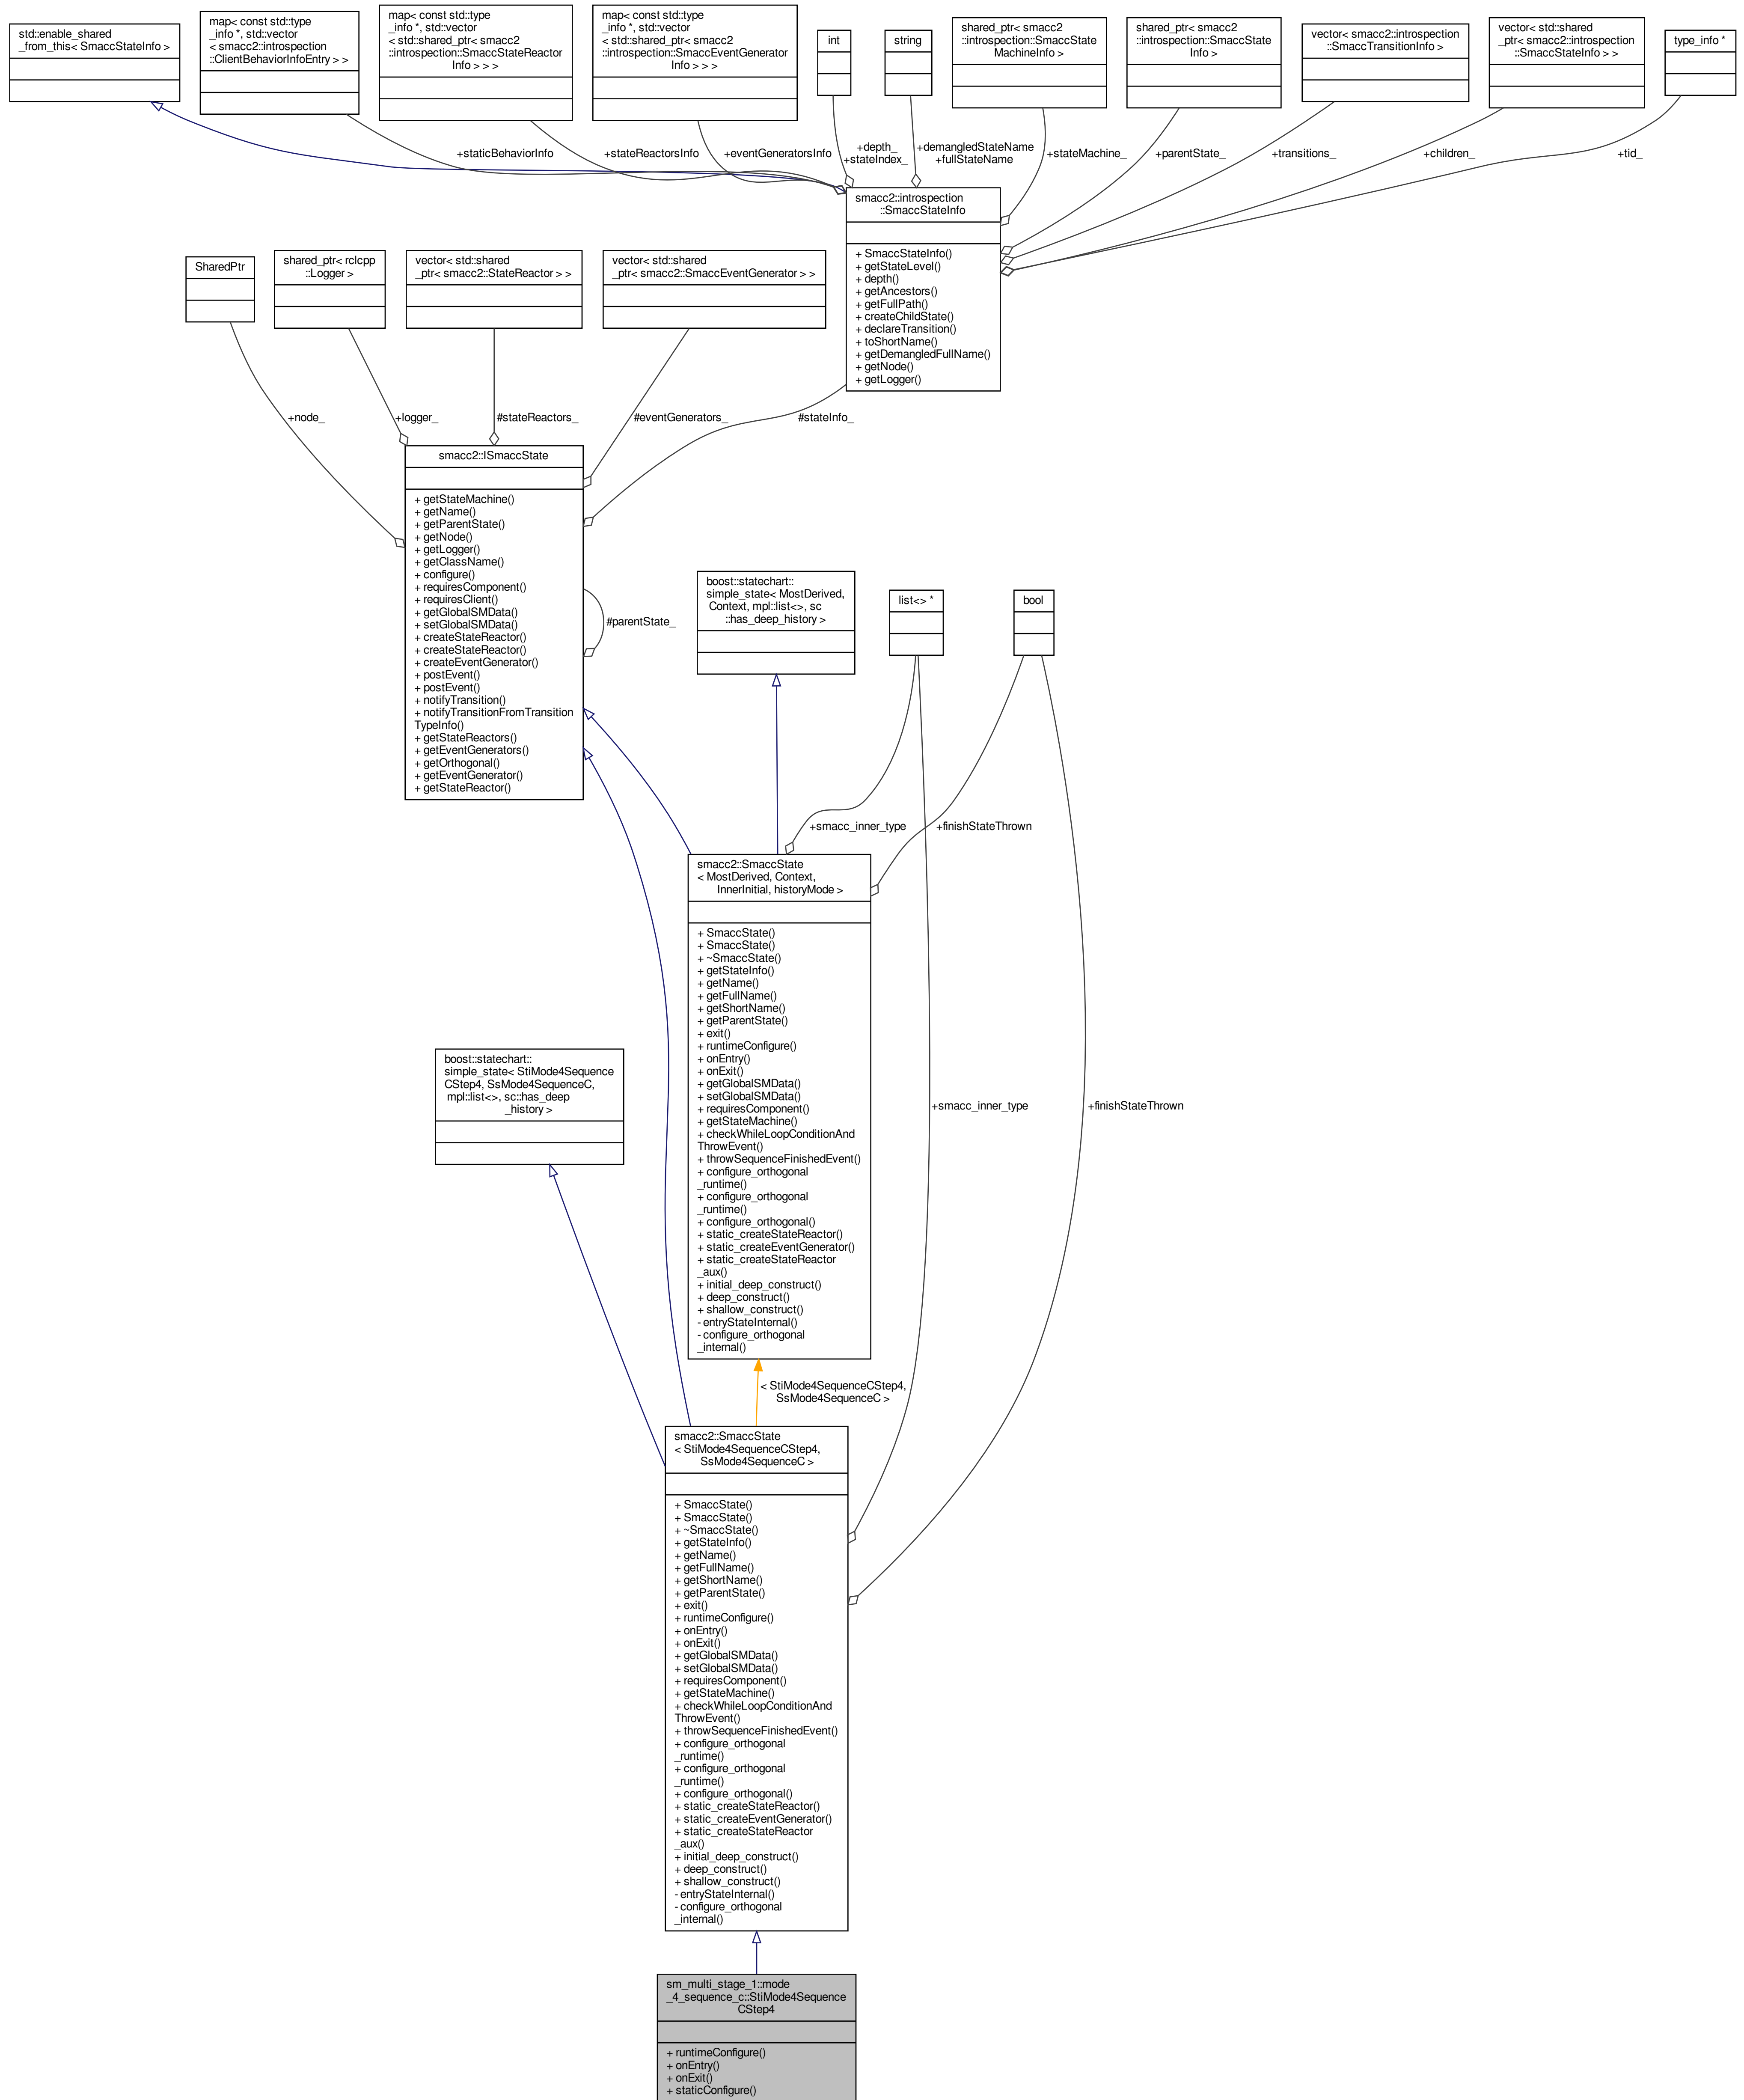 std::enable_shared
_from_this< SmaccStateInfo >
map< const std::type
_info *, std::vector
< smacc2::introspection
::ClientBehaviorInfoEntry > >
map< const std::type
_info *, std::vector
< std::shared_ptr< smacc2
::introspection::SmaccStateReactor
Info > > >
map< const std::type
_info *, std::vector
< std::shared_ptr< smacc2
::introspection::SmaccEventGenerator
Info > > >
int
string
shared_ptr< smacc2
::introspection::SmaccState
MachineInfo >
shared_ptr< smacc2
::introspection::SmaccState
Info >
vector< smacc2::introspection
::SmaccTransitionInfo >
vector< std::shared
_ptr< smacc2::introspection
::SmaccStateInfo > >
type_info *
+staticBehaviorInfo
+stateReactorsInfo
+eventGeneratorsInfo
+depth_
+stateIndex_
+demangledStateName
+fullStateName
+stateMachine_
+parentState_
+transitions_
+children_
+tid_
smacc2::introspection
::SmaccStateInfo
+ SmaccStateInfo()
+ getStateLevel()
+ depth()
+ getAncestors()
+ getFullPath()
+ createChildState()
+ declareTransition()
+ toShortName()
+ getDemangledFullName()
+ getNode()
+ getLogger()
SharedPtr
shared_ptr< rclcpp
::Logger >
vector< std::shared
_ptr< smacc2::StateReactor > >
vector< std::shared
_ptr< smacc2::SmaccEventGenerator > >
+node_
+logger_
#stateReactors_
#eventGenerators_
#stateInfo_
smacc2::ISmaccState
+ getStateMachine()
+ getName()
+ getParentState()
+ getNode()
+ getLogger()
+ getClassName()
+ configure()
+ requiresComponent()
+ requiresClient()
+ getGlobalSMData()
+ setGlobalSMData()
+ createStateReactor()
+ createStateReactor()
+ createEventGenerator()
+ postEvent()
+ postEvent()
+ notifyTransition()
+ notifyTransitionFromTransition
TypeInfo()
+ getStateReactors()
+ getEventGenerators()
+ getOrthogonal()
+ getEventGenerator()
+ getStateReactor()
#parentState_
boost::statechart::
simple_state< MostDerived,
Context, mpl::list<>, sc
::has_deep_history >
list<> *
bool
+smacc_inner_type
+finishStateThrown
smacc2::SmaccState
< MostDerived, Context,
InnerInitial, historyMode >
+ SmaccState()
+ SmaccState()
+ ~SmaccState()
+ getStateInfo()
+ getName()
+ getFullName()
+ getShortName()
+ getParentState()
+ exit()
+ runtimeConfigure()
+ onEntry()
+ onExit()
+ getGlobalSMData()
+ setGlobalSMData()
+ requiresComponent()
+ getStateMachine()
+ checkWhileLoopConditionAnd
ThrowEvent()
+ throwSequenceFinishedEvent()
+ configure_orthogonal
_runtime()
+ configure_orthogonal
_runtime()
+ configure_orthogonal()
+ static_createStateReactor()
+ static_createEventGenerator()
+ static_createStateReactor
_aux()
+ initial_deep_construct()
+ deep_construct()
+ shallow_construct()
- entryStateInternal()
- configure_orthogonal
_internal()
boost::statechart::
simple_state< StiMode4Sequence
CStep4, SsMode4SequenceC,
mpl::list<>, sc::has_deep
_history >
+smacc_inner_type
+finishStateThrown
< StiMode4SequenceCStep4,
SsMode4SequenceC >
smacc2::SmaccState
< StiMode4SequenceCStep4,
SsMode4SequenceC >
+ SmaccState()
+ SmaccState()
+ ~SmaccState()
+ getStateInfo()
+ getName()
+ getFullName()
+ getShortName()
+ getParentState()
+ exit()
+ runtimeConfigure()
+ onEntry()
+ onExit()
+ getGlobalSMData()
+ setGlobalSMData()
+ requiresComponent()
+ getStateMachine()
+ checkWhileLoopConditionAnd
ThrowEvent()
+ throwSequenceFinishedEvent()
+ configure_orthogonal
_runtime()
+ configure_orthogonal
_runtime()
+ configure_orthogonal()
+ static_createStateReactor()
+ static_createEventGenerator()
+ static_createStateReactor
_aux()
+ initial_deep_construct()
+ deep_construct()
+ shallow_construct()
- entryStateInternal()
- configure_orthogonal
_internal()
sm_multi_stage_1::mode
_4_sequence_c::StiMode4Sequence
CStep4
+ runtimeConfigure()
+ onEntry()
+ onExit()
+ staticConfigure()